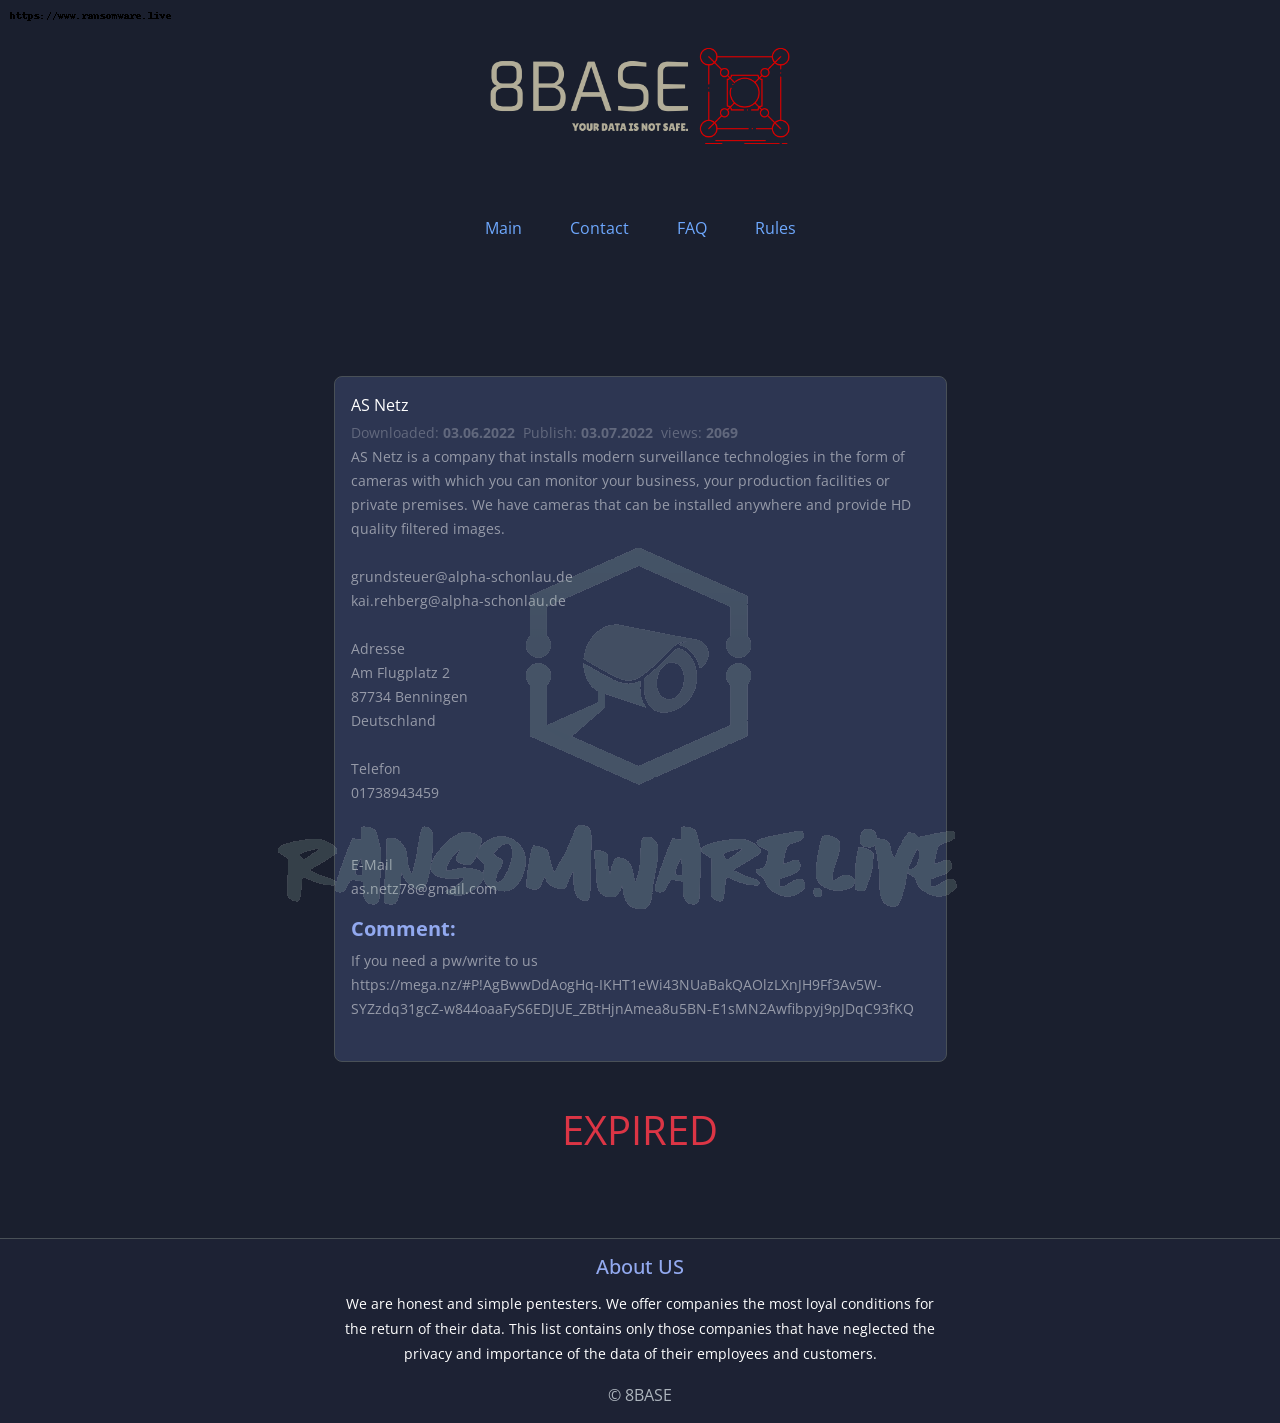 https://www.ransomware.live
8BASE
YOUR DATA IS NOT SAFE.
Main Contact FAQ Rules
AS Netz
Downloaded: 03.06.2022 Publish: 03.07.2022 views: 2069
AS Netz is a company that installs modern surveillance technologies in the form of
cameras with which you can monitor your business, your production facilities or
private premises. We have cameras that can be installed anywhere and provide HD
quality filtered images.
grundsteuer@alpha-schonlau.de
kai.rehberg@alpha-schonlau.de
Adresse
Am Flugplatz 2
87734 Benningen
Deutschland
Telefon
01738943459
RANSOMWARE.LIVE
E-Mail
as.netz78@gmail.com
Comment:
If you need a pw/write to us
https://mega.nz/#P!AgBwwDdAogHq-IKHT1eWi43NUaBakQAOlzLXnJH9Ff3Av5W-
SYZzdq31gcZ-w844oaaFyS6EDJUE_ZBtHjnAmea8u5BN-E1sMN2Awfibpyj9pJDqC93fKQ
EXPIRED
About US
We are honest and simple pentesters. We offer companies the most loyal conditions for
the return of their data. This list contains only those companies that have neglected the
privacy and importance of the data of their employees and customers.
© 8BASE